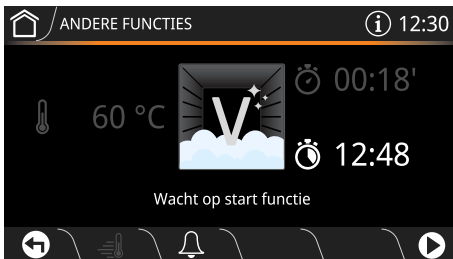 ANDERE FUNCTIES
12:30
00:18'
60 °C
V
12:48
Wacht op start functie